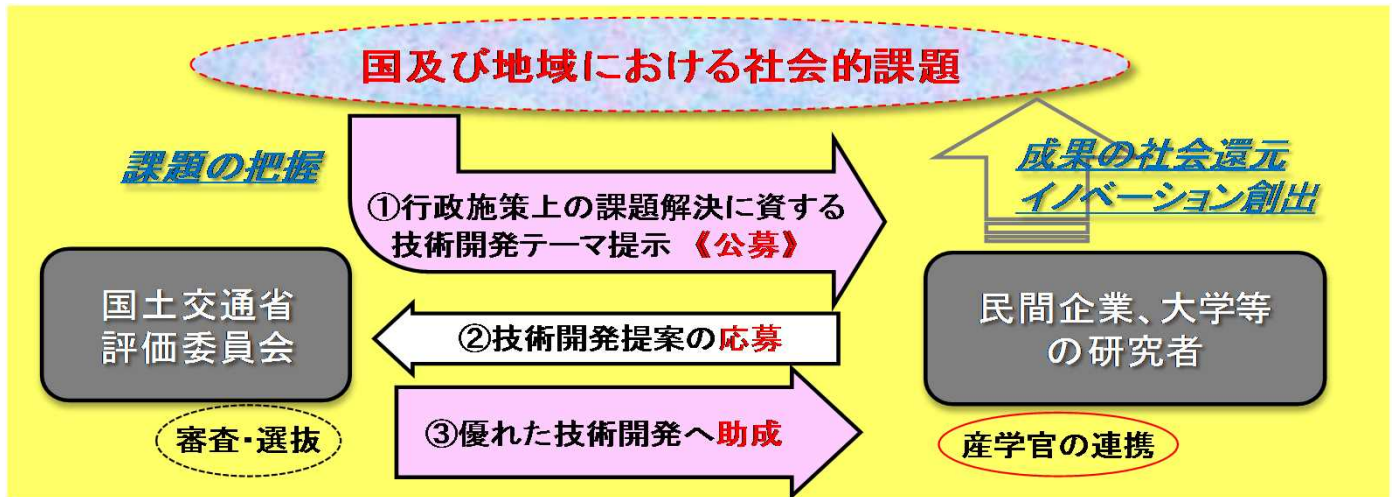 国及び地域における社会的課題
課題の把握
成果の社会還元
イノベーション創出
①行政施策上の課題解決に資する
技術開発テーマ提示 《公募》
国土交通省
評価委員会
②技術開発提案の応募
民間企業、大学等
の研究者
③優れた技術開発へ助成
審査・選抜
産学官の連携